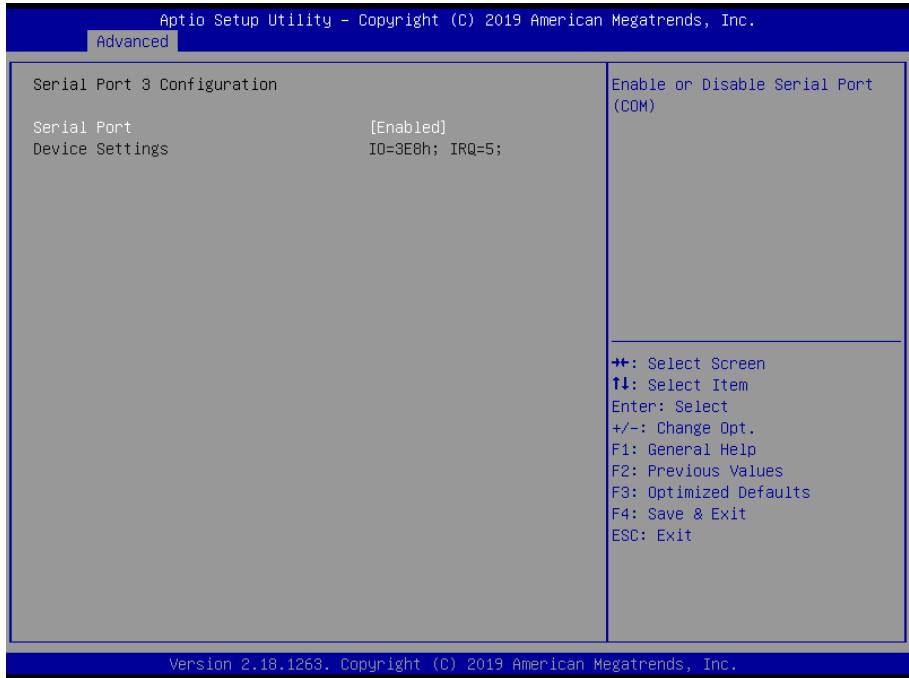 Aptio Setup Utility – Copyright (C) 2019 American Megatrends, Inc.
Advanced
Serial Port 3 Configuration
Serial Port [Enabled]
Device Settings IO=3E8h; IRQ=5;
Enable or Disable Serial Port
(COM)
→←: Select Screen
↑↓: Select Item
Enter: Select
+/-: Change Opt.
F1: General Help
F2: Previous Values
F3: Optimized Defaults
F4: Save & Exit
ESC: Exit
Version 2.18.1263. Copyright (C) 2019 American Megatrends, Inc.